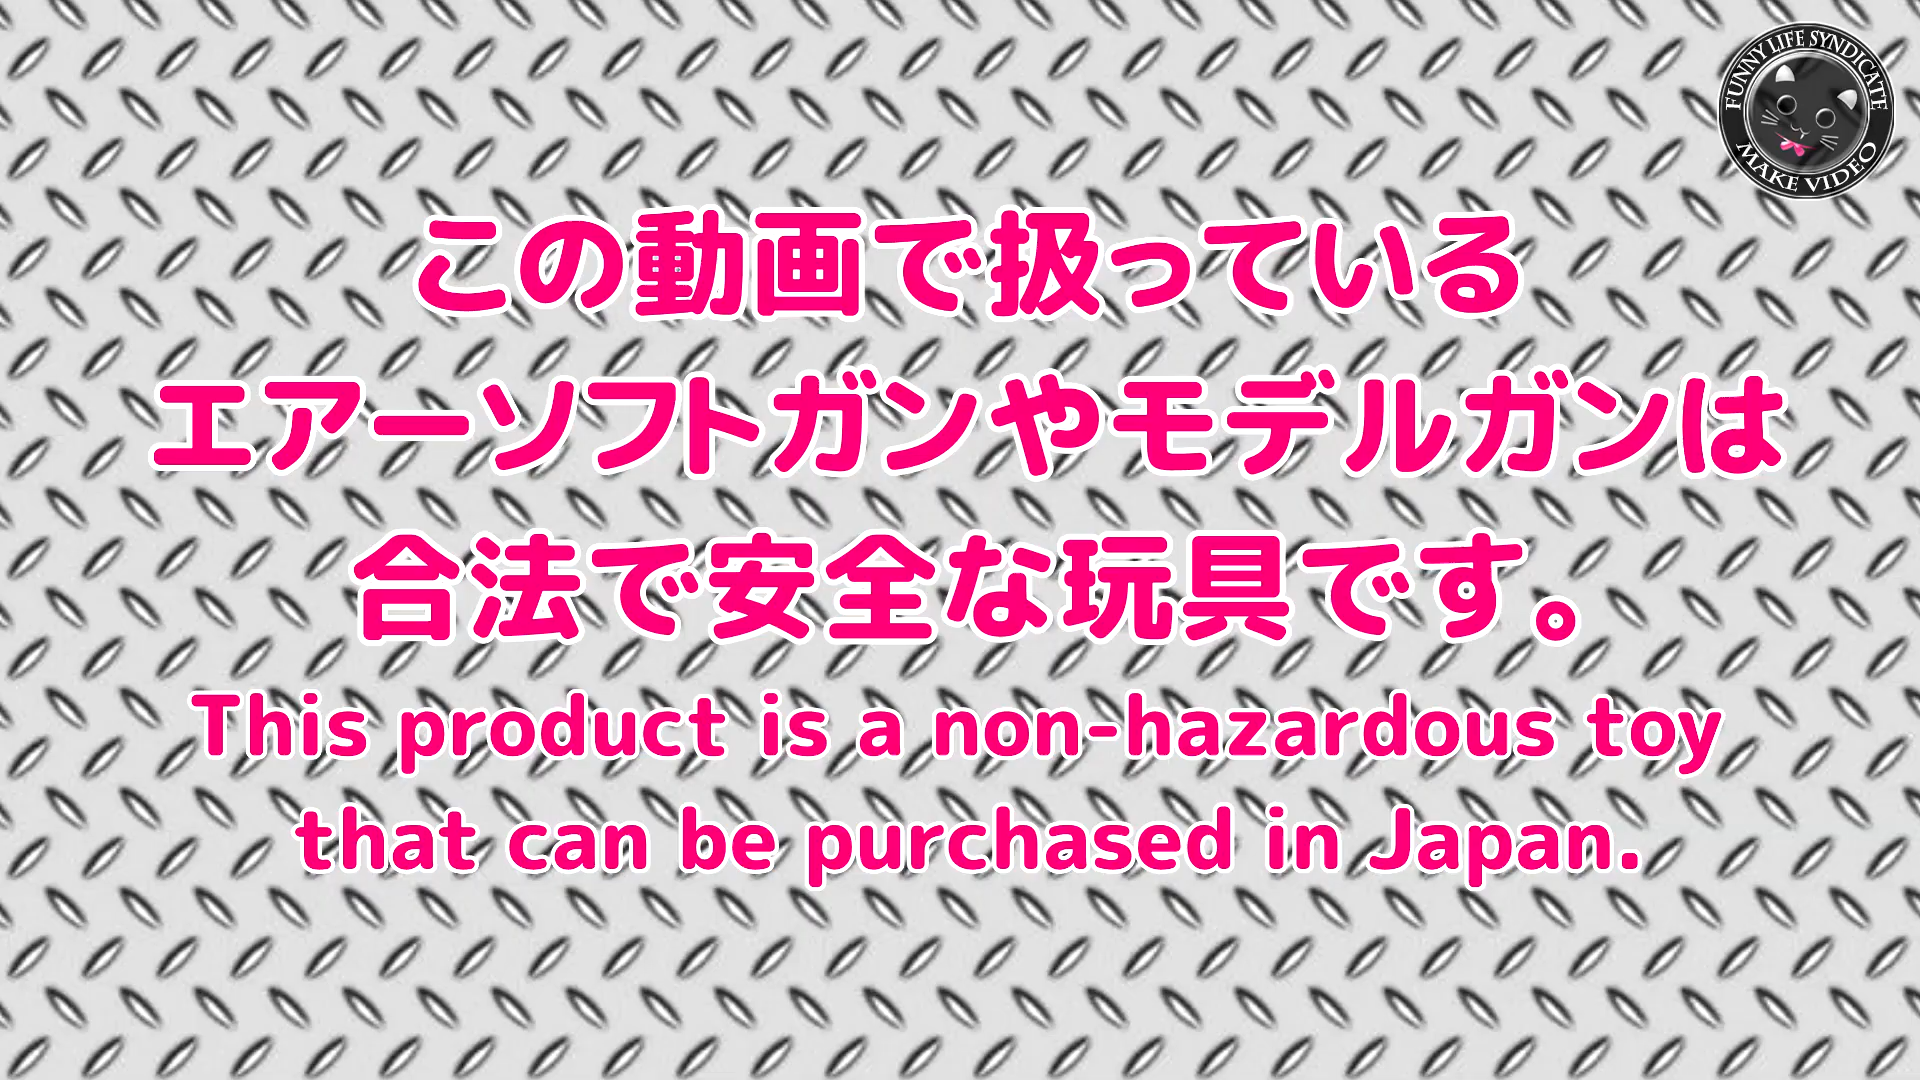 FUNNY LIFE SYNDICATE
MAKE VIDEO
この動画で扱っている
エアーソフトガンやモデルガンは
合法で安全な玩具です。
This product is a non-hazardous toy
that can be purchased in Japan.